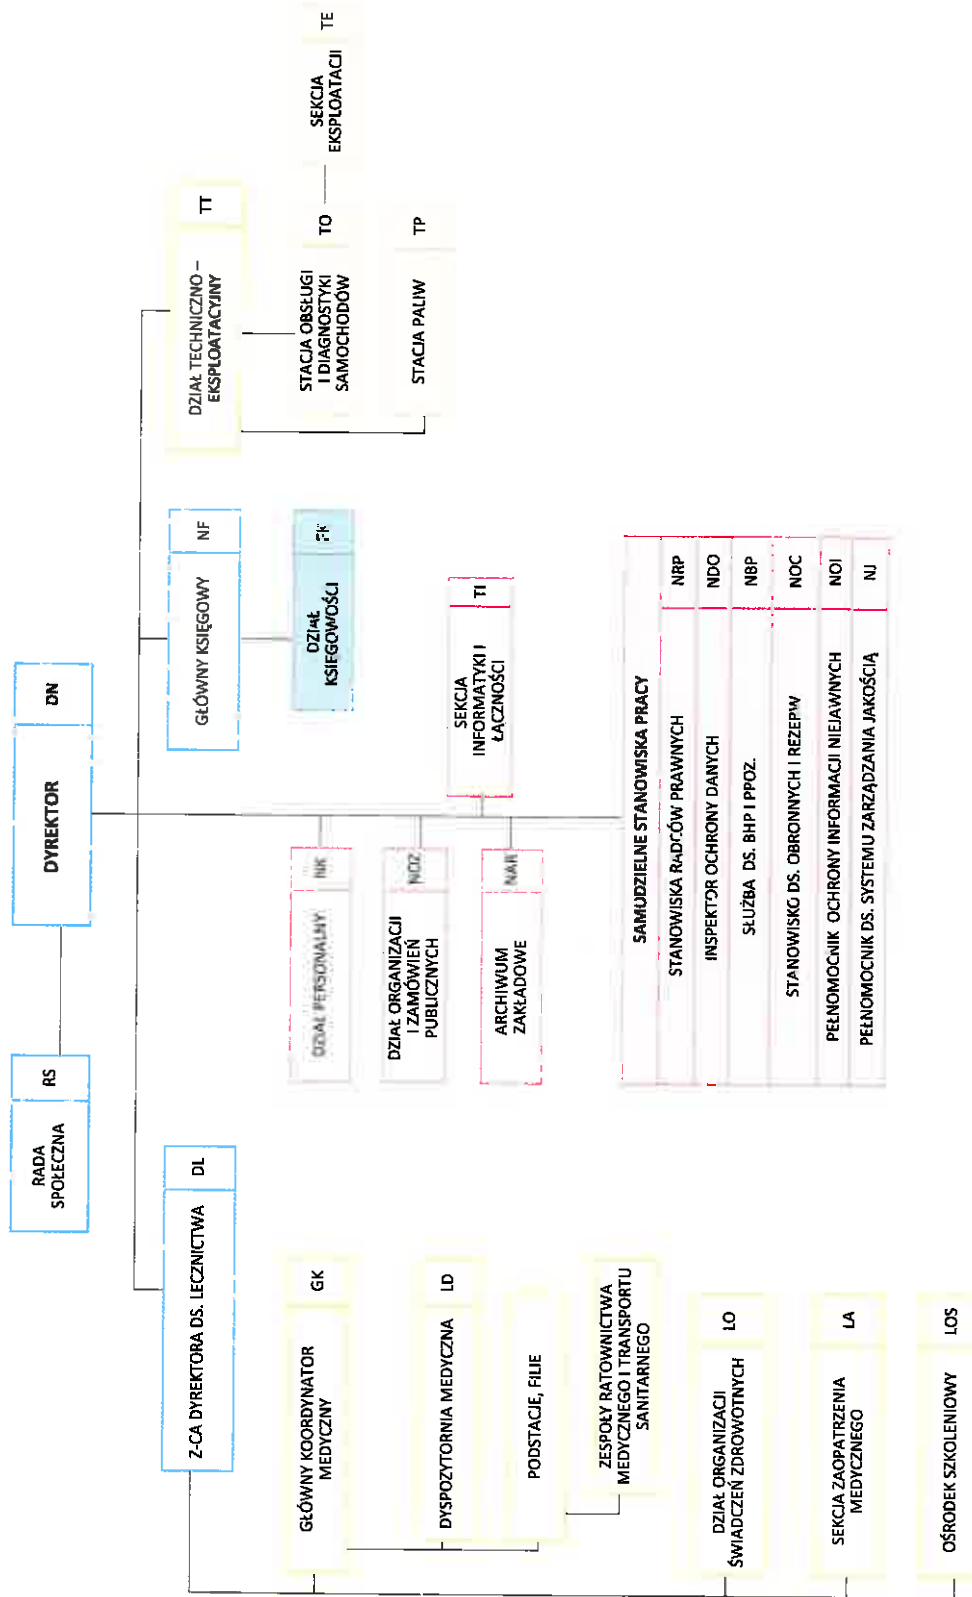 RADA
SPOŁECZNA
RS
DYREKTOR
DN
Z-CA DYREKTORA DS. LECZNICTWA
DL
GŁÓWNY KSIĘGOWY
NF
DZIAŁ TECHNICZNO –
EKSPLOATACYJNY
TT
GŁÓWNY KOORDYNATOR
MEDYCZNY
GK
DYSPOZYTORNIA MEDYCZNA
LD
PODSTACJE, FILIE
ZESPOŁY RATOWNICTWA
MEDYCZNEGO I TRANSPORTU
SANITARNEGO
DZIAŁ ORGANIZACJI
ŚWIADCZEŃ ZDROWOTNYCH
LO
SEKCJA ZAOPATRZENIA
MEDYCZNEGO
LA
OŚRODEK SZKOLENIOWY
LOS
DZIAŁ PERSONALNY
NK
DZIAŁ ORGANIZACJI
I ZAMÓWIEŃ
PUBLICZNYCH
NOZ
ARCHIWUM
ZAKŁADOWE
NAR
DZIAŁ
KSIĘGOWOŚCI
FK
SEKCJA
INFORMATYKI I
ŁĄCZNOŚCI
TI
STACJA OBSŁUGI
I DIAGNOSTYKI
SAMOCHODÓW
TO
SEKCJA
EKSPLOATACJI
TE
STACJA PALIW
TP
SAMODZIELNE STANOWISKA PRACY
STANOWISKA RADCÓW PRAWNYCH NRP
INSPEKTOR OCHRONY DANYCH NDO
SŁUŻBA DS. BHP I PPOŻ. NBP
STANOWISKO DS. OBRONNYCH I REZERW NOC
PEŁNOMOCNIK OCHRONY INFORMACJI NIEJAWNYCH NOI
PEŁNOMOCNIK DS. SYSTEMU ZARZĄDZANIA JAKOŚCIĄ NJ